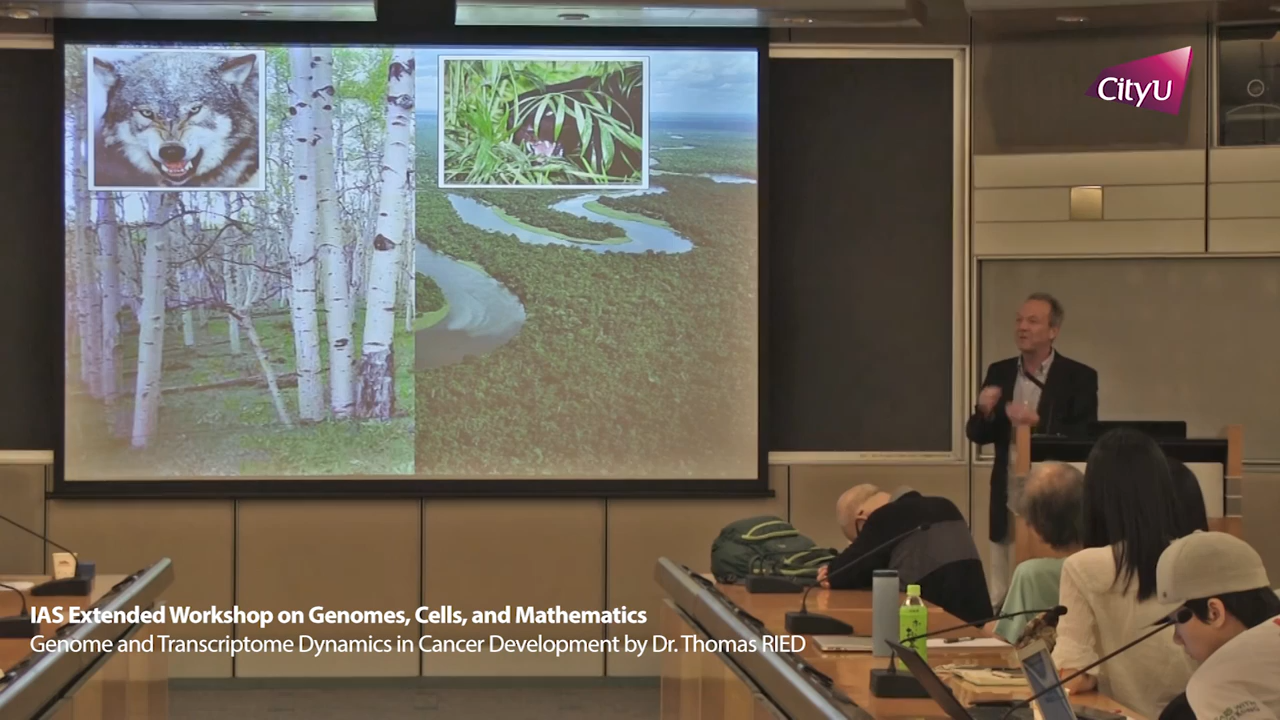 CityU
IAS Extended Workshop on Genomes, Cells, and Mathematics
Genome and Transcriptome Dynamics in Cancer Development by Dr. Thomas RIED